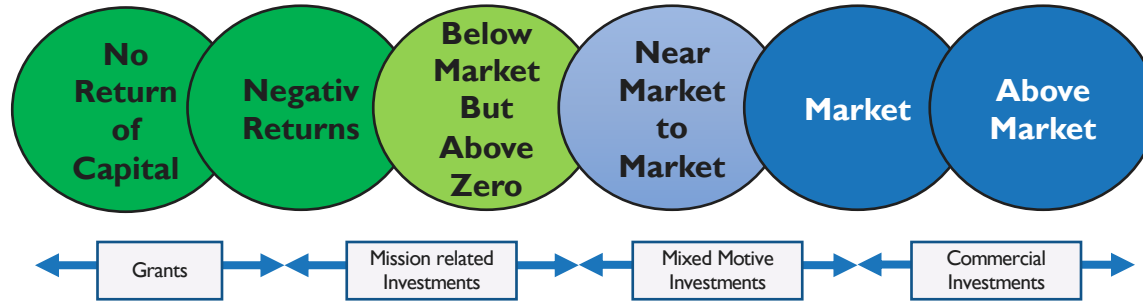 No
Return
of
Capital
Negativ
Returns
Below
Market
But
Above
Zero
Near
Market
to
Market
Market
Above
Market
Grants
Mission related
Investments
Mixed Motive
Investments
Commercial
Investments